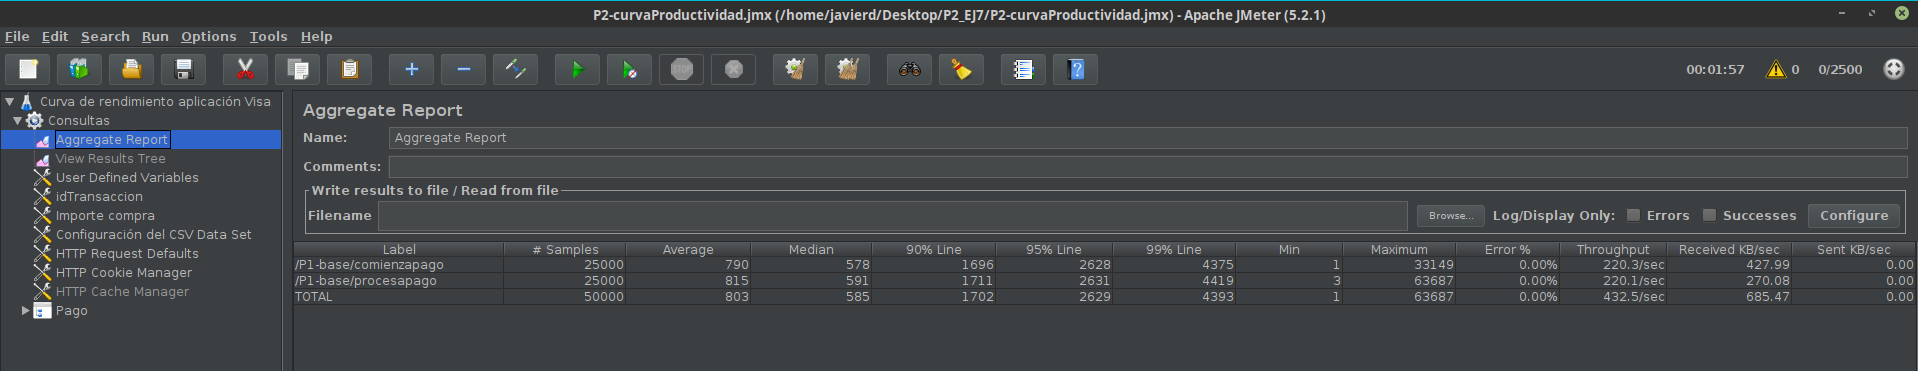 P2-curvaProductividad.jmx (/home/javierd/Desktop/P2_EJ7/P2-curvaProductividad.jmx) - Apache JMeter (5.2.1)
File Edit Search Run Options Tools Help
STOP
00:01:57 0 0/2500
Curva de rendimiento aplicación Visa
Consultas
Aggregate Report
View Results Tree
User Defined Variables
idTransaccion
Importe compra
Configuración del CSV Data Set
HTTP Request Defaults
HTTP Cookie Manager
HTTP Cache Manager
Pago
Aggregate Report
Name: Aggregate Report
Comments:
Write results to file / Read from file
Filename Browse... Log/Display Only: Errors Successes Configure
Label # Samples Average Median 90% Line 95% Line 99% Line Min Maximum Error % Throughput Received KB/sec Sent KB/sec
/P1-base/comienzapago 25000 790 578 1696 2628 4375 1 33149 0.00% 220.3/sec 427.99 0.00
/P1-base/procesapago 25000 815 591 1711 2631 4419 3 63687 0.00% 220.1/sec 270.08 0.00
TOTAL 50000 803 585 1702 2629 4393 1 63687 0.00% 432.5/sec 685.47 0.00